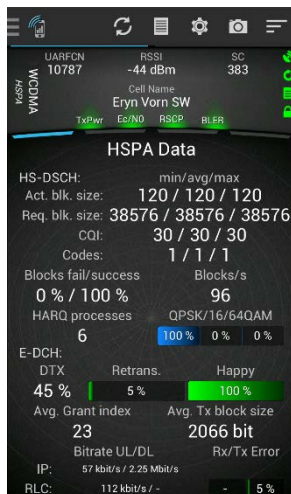 UARFCN RSSI SC
10787 -44 dBm 383
WCDMA
HSPA
Cell Name
Eryn Vorn SW
TxPwr Ec/N0 RSCP BLER
HSPA Data
HS-DSCH: min/avg/max
Act. blk. size: 120 / 120 / 120
Req. blk. size: 38576 / 38576 / 38576
CQI: 30 / 30 / 30
Codes: 1 / 1 / 1
Blocks fail/success Blocks/s
0 % / 100 % 96
HARQ processes QPSK/16/64QAM
6 100 % 0 % 0 %
E-DCH:
DTX Retrans. Happy
45 % 5 % 100 %
Avg. Grant index Avg. Tx block size
23 2066 bit
Bitrate UL/DL Rx/Tx Error
IP: 57 kbit/s / 2.25 Mbit/s
RLC: 112 kbit/s / - - 5 %